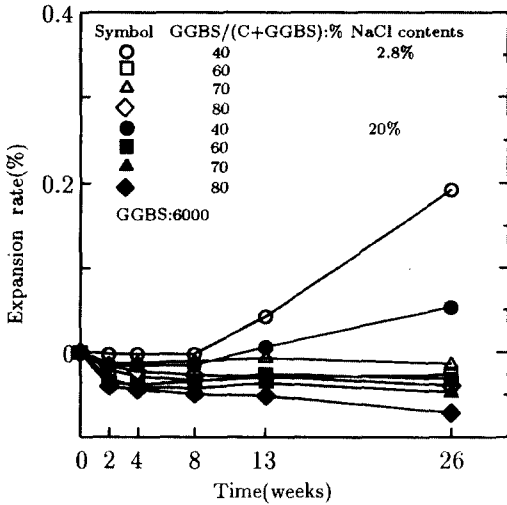 0.4
Symbol GGBS/(C+GGBS):% NaCl contents
40 2.8%
60
70
80
40 20%
60
70
80
GGBS:6000
0.2
0
Expansion rate(%)
0 2 4 8 13 26
Time(weeks)